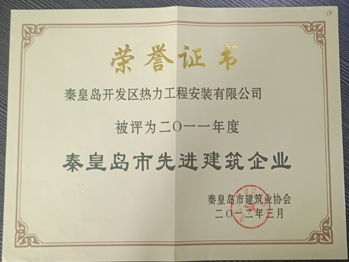 荣誉证书
秦皇岛开发区热力工程安装有限公司
被评为二〇一一年度
秦皇岛市先进建筑企业
秦皇岛市建筑业协会
二〇一二年三月